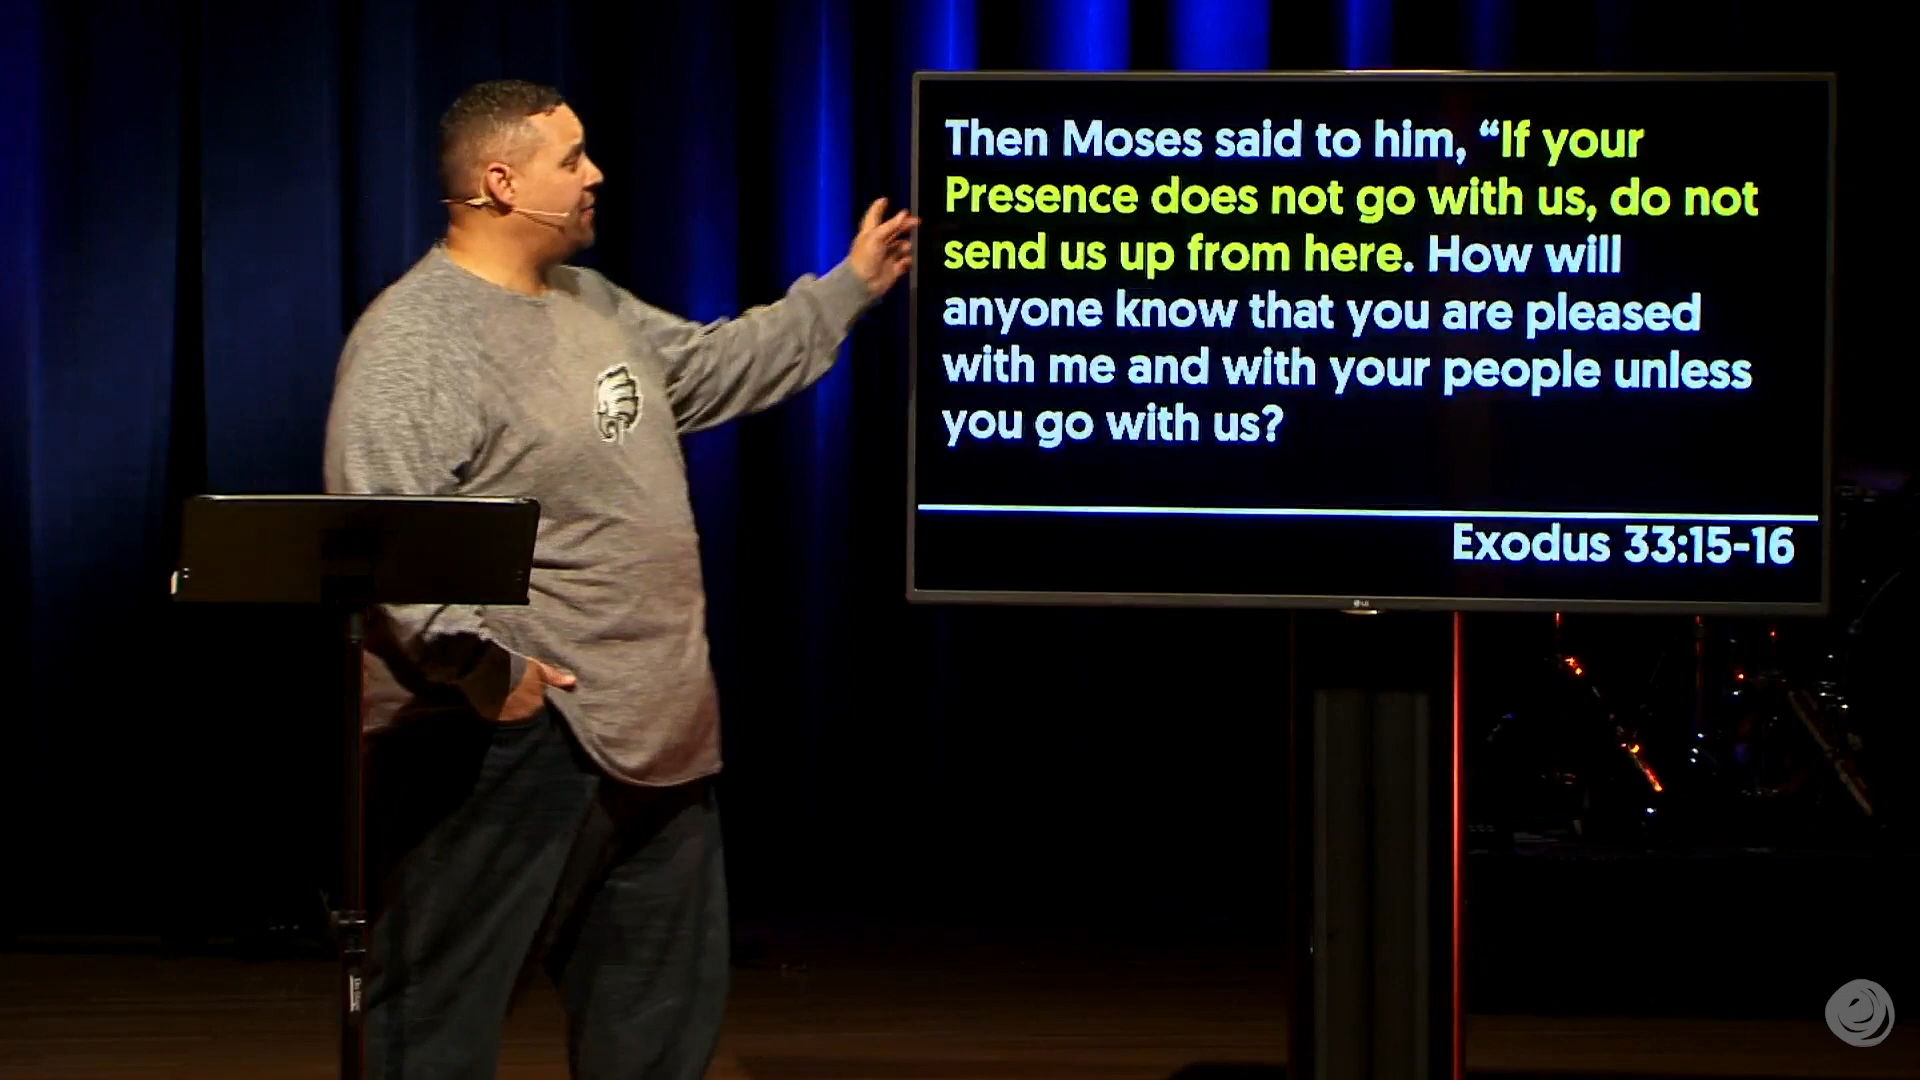 Then Moses said to him, “If your
Presence does not go with us, do not
send us up from here. How will
anyone know that you are pleased
with me and with your people unless
you go with us?
Exodus 33:15-16
LG